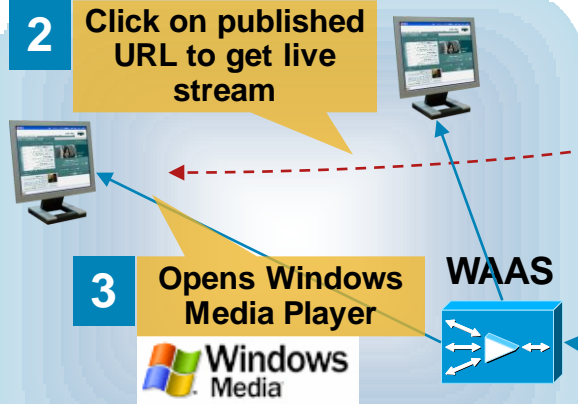 2
Click on published
URL to get live
stream
3
Opens Windows
Media Player
WAAS
Windows
Media